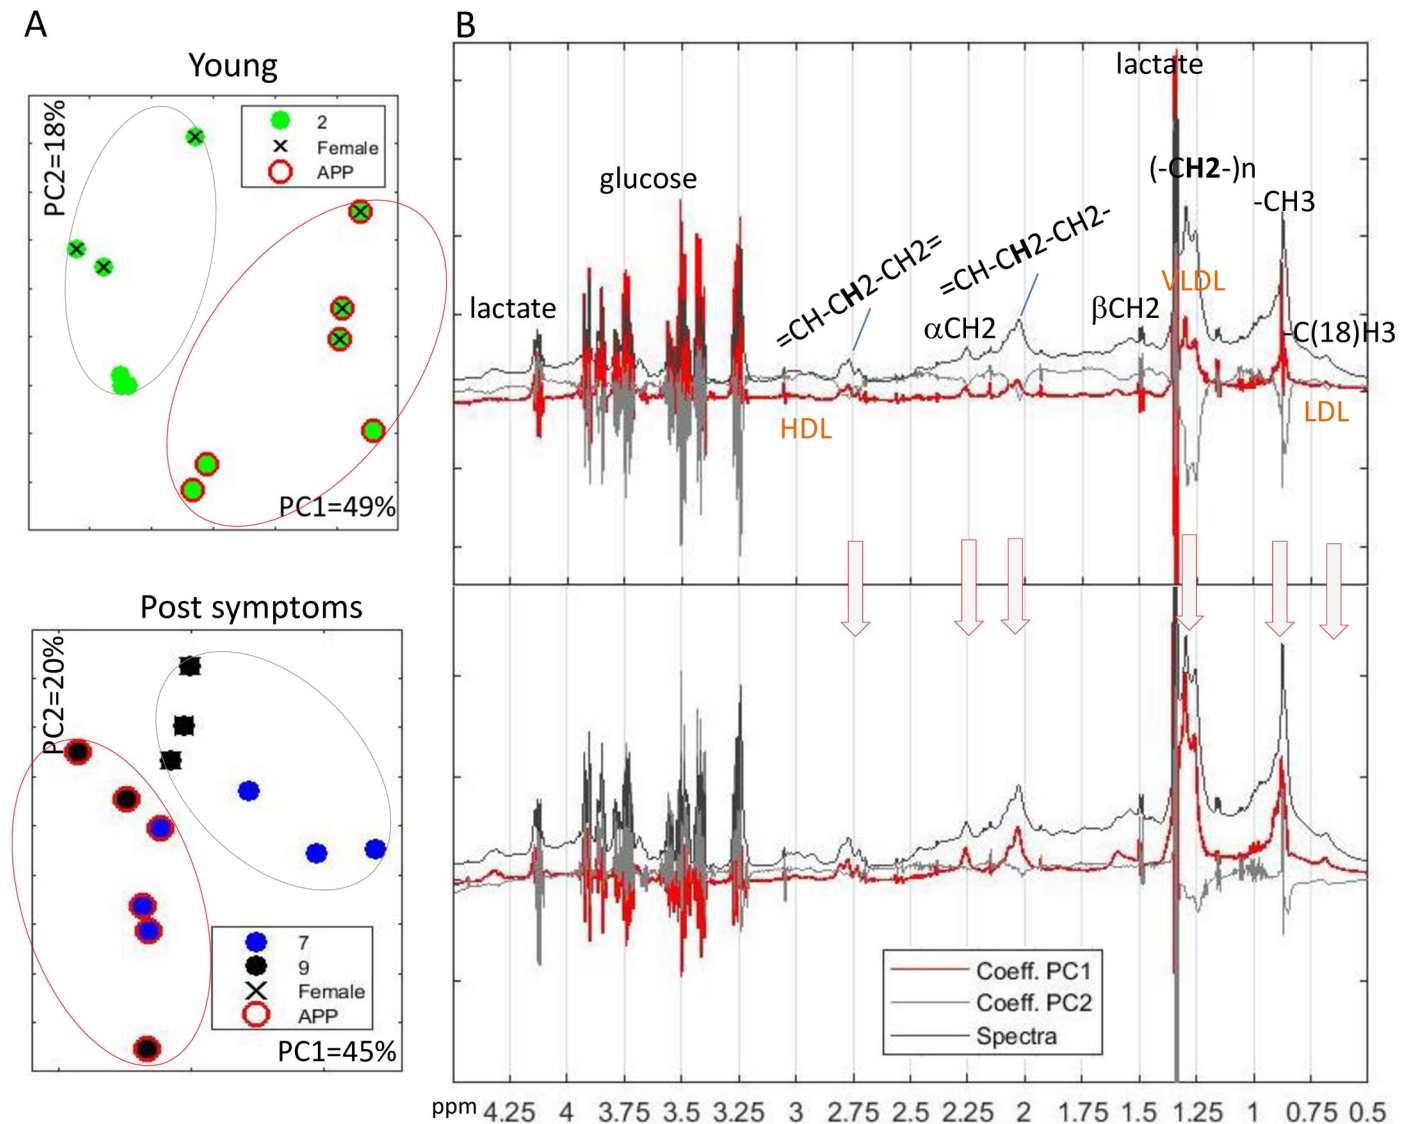 A
Young
PC2=18%
2
Female
APP
PC1=49%
Post symptoms
PC2=20%
7
9
Female
APP
PC1=45%
B
lactate
(-CH2-)n
glucose
-CH3
=CH-CH2-CH2=
=CH-CH2-CH2-
VLDL
lactate
αCH2
βCH2
-C(18)H3
HDL
LDL
Coeff. PC1
Coeff. PC2
Spectra
ppm 4.25 4 3.75 3.5 3.25 3 2.75 2.5 2.25 2 1.75 1.5 1.25 1 0.75 0.5